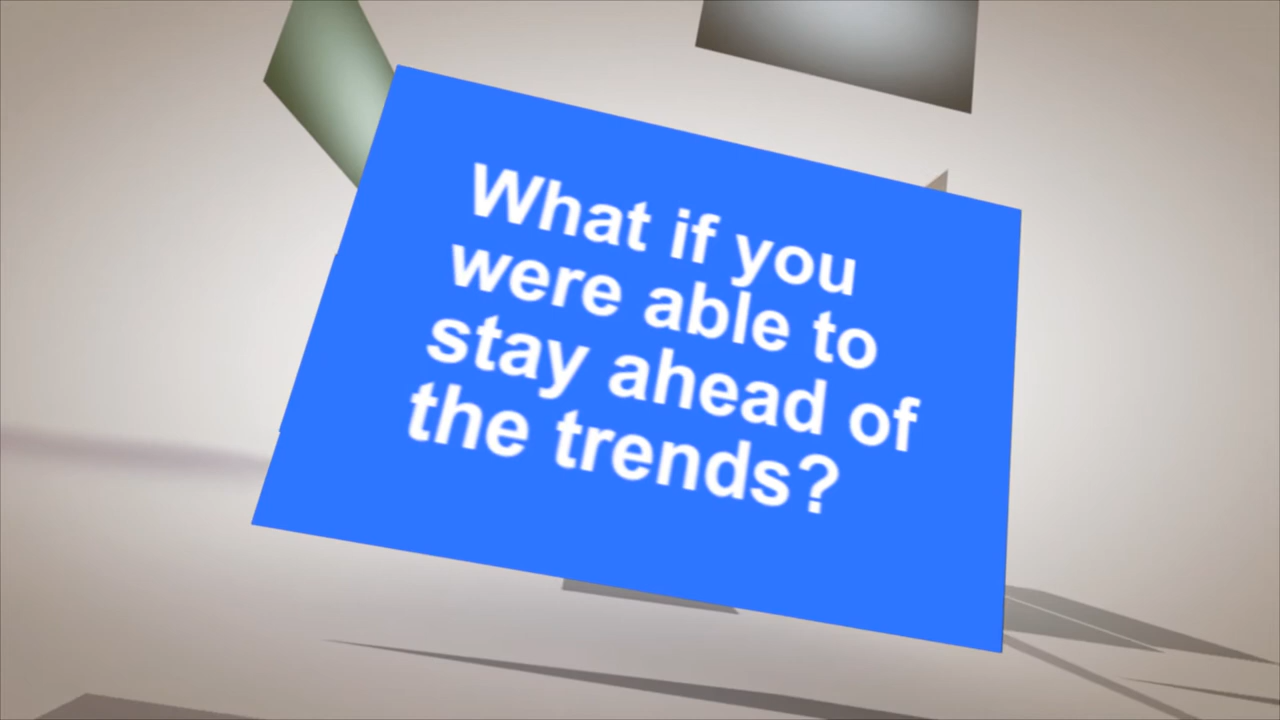 What if you
were able to
stay ahead of
the trends?